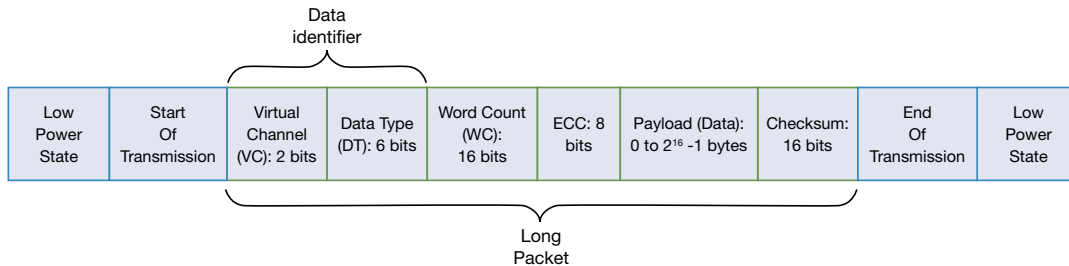 Data
identifier
Low
Power
State
Start
Of
Transmission
Virtual
Channel
(VC): 2 bits
Data Type
(DT): 6 bits
Word Count
(WC):
16 bits
ECC: 8
bits
Payload (Data):
0 to 2¹⁶ -1 bytes
Checksum:
16 bits
End
Of
Transmission
Low
Power
State
Long
Packet